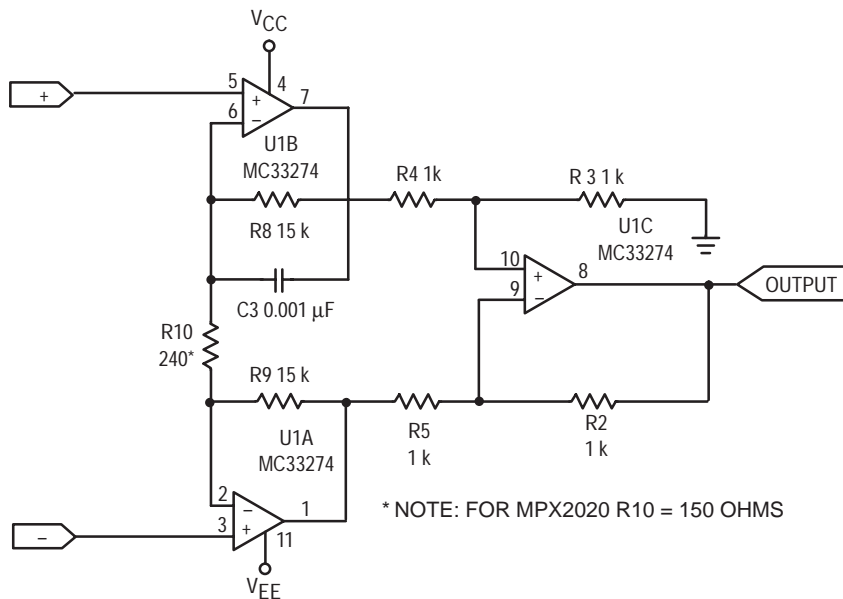 VCC
+
5
4
7
+
6
−
U1B
MC33274
R4 1k
R 3 1 k
R8 15 k
U1C
MC33274
10
+
8
9
−
OUTPUT
C3 0.001 μF
R10
240*
R9 15 k
R5
1 k
R2
1 k
U1A
MC33274
2
−
1
3
+
11
−
VEE
* NOTE: FOR MPX2020 R10 = 150 OHMS